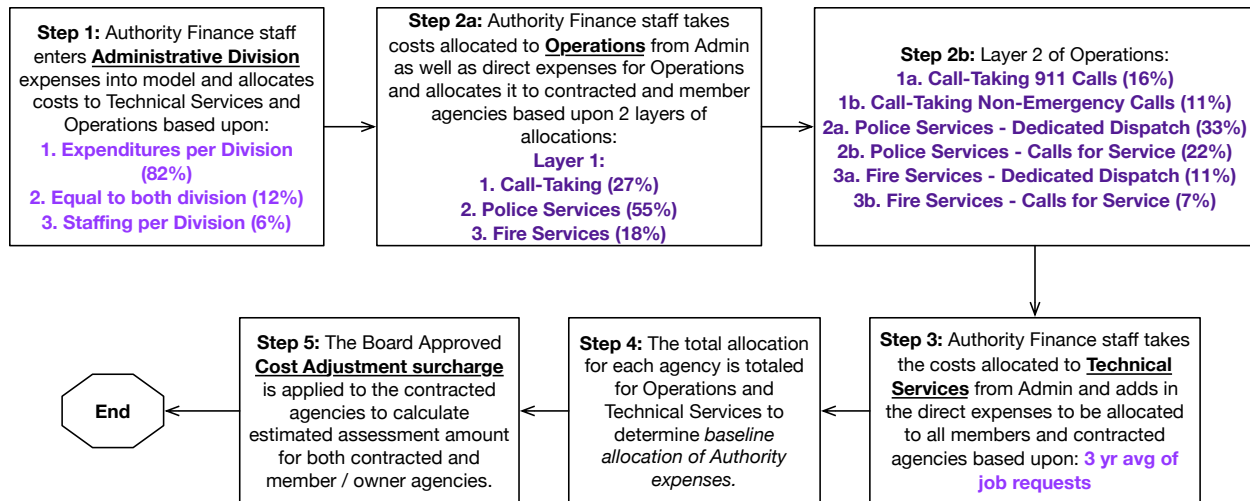 Step 1: Authority Finance staff
enters Administrative Division
expenses into model and allocates
costs to Technical Services and
Operations based upon:
1. Expenditures per Division
(82%)
2. Equal to both division (12%)
3. Staffing per Division (6%)
Step 2a: Authority Finance staff takes
costs allocated to Operations from Admin
as well as direct expenses for Operations
and allocates it to contracted and member
agencies based upon 2 layers of
allocations:
Layer 1:
1. Call-Taking (27%)
2. Police Services (55%)
3. Fire Services (18%)
Step 2b: Layer 2 of Operations:
1a. Call-Taking 911 Calls (16%)
1b. Call-Taking Non-Emergency Calls (11%)
2a. Police Services - Dedicated Dispatch (33%)
2b. Police Services - Calls for Service (22%)
3a. Fire Services - Dedicated Dispatch (11%)
3b. Fire Services - Calls for Service (7%)
Step 3: Authority Finance staff takes
the costs allocated to Technical
Services from Admin and adds in
the direct expenses to be allocated
to all members and contracted
agencies based upon: 3 yr avg of
job requests
Step 4: The total allocation
for each agency is totaled
for Operations and
Technical Services to
determine baseline
allocation of Authority
expenses.
Step 5: The Board Approved
Cost Adjustment surcharge
is applied to the contracted
agencies to calculate
estimated assessment amount
for both contracted and
member / owner agencies.
End